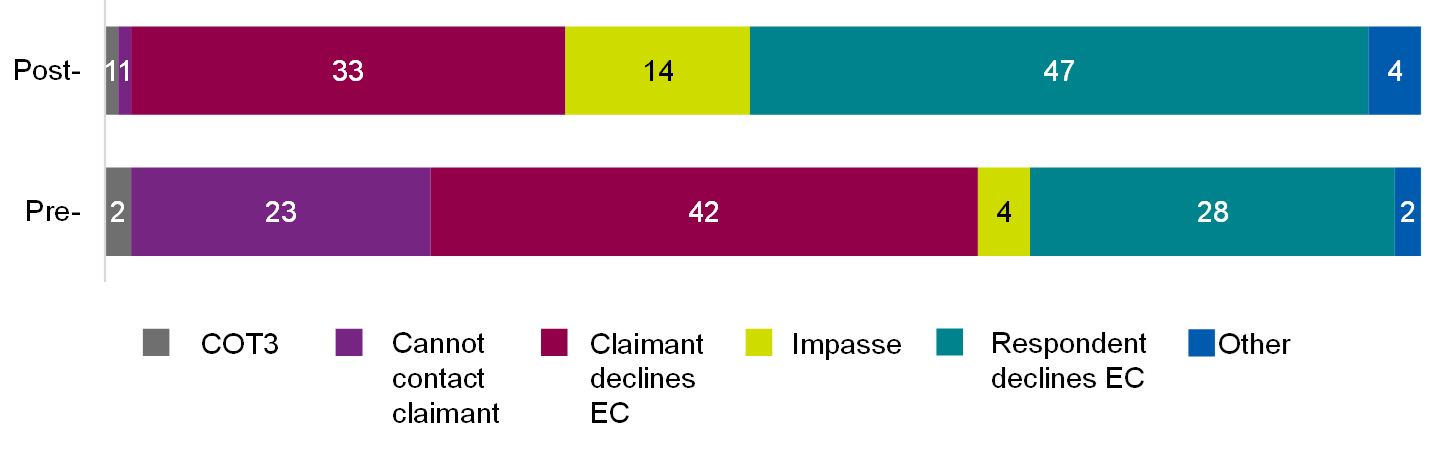 Post-
1 1 33 14 47 4
Pre-
2 23 42 4 28 2
COT3
Cannot
contact
claimant
Claimant
declines
EC
Impasse
Respondent
declines EC
Other